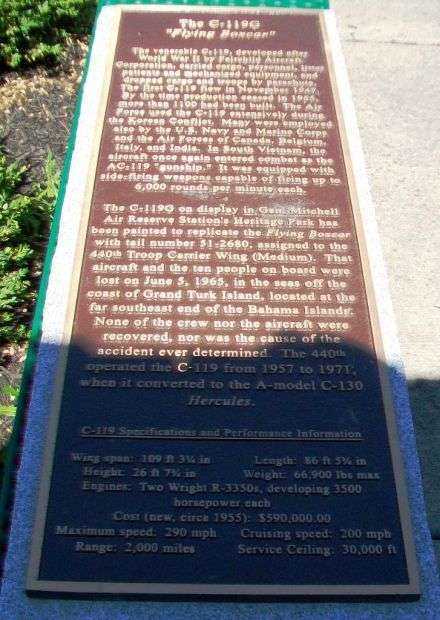 The C-119G
"Flying Boxcar"
The venerable C-119, developed after
World War II by Fairchild Aircraft
Corporation, carried cargo, personnel, litter
patients and mechanized equipment, and
dropped cargo and troops by parachute.
The first C-119 flew in November 1947.
By the time production ceased in 1955,
more than 1100 had been built. The Air
Force used the C-119 extensively during
the Korean Conflict. Many were employed
also by the U.S. Navy and Marine Corps
and the Air Forces of Canada, Belgium,
Italy, and India. In South Vietnam, the
aircraft once again entered combat as the
AC-119 "gunship." It was equipped with
side-firing weapons capable of firing up to
6,000 rounds per minute each.
The C-119G on display in Gen. Mitchell
Air Reserve Station's Heritage Park has
been painted to replicate the Flying Boxcar
with tail number 51-2680, assigned to the
440th Troop Carrier Wing (Medium). That
aircraft and the ten people on board were
lost on June 5, 1965, in the seas off the
coast of Grand Turk Island, located at the
far southeast end of the Bahama Islands.
None of the crew nor the aircraft were
recovered, nor was the cause of the
accident ever determined. The 440th
operated the C-119 from 1957 to 1971,
when it converted to the A-model C-130
Hercules.
C-119 Specifications and Performance Information
Wing span: 109 ft 3¼ in Length: 86 ft 5¾ in
Height: 26 ft 7¾ in Weight: 66,900 lbs max
Engines: Two Wright R-3350s, developing 3500
horsepower each
Cost (new, circa 1955): $590,000.00
Maximum speed: 290 mph Cruising speed: 200 mph
Range: 2,000 miles Service Ceiling: 30,000 ft